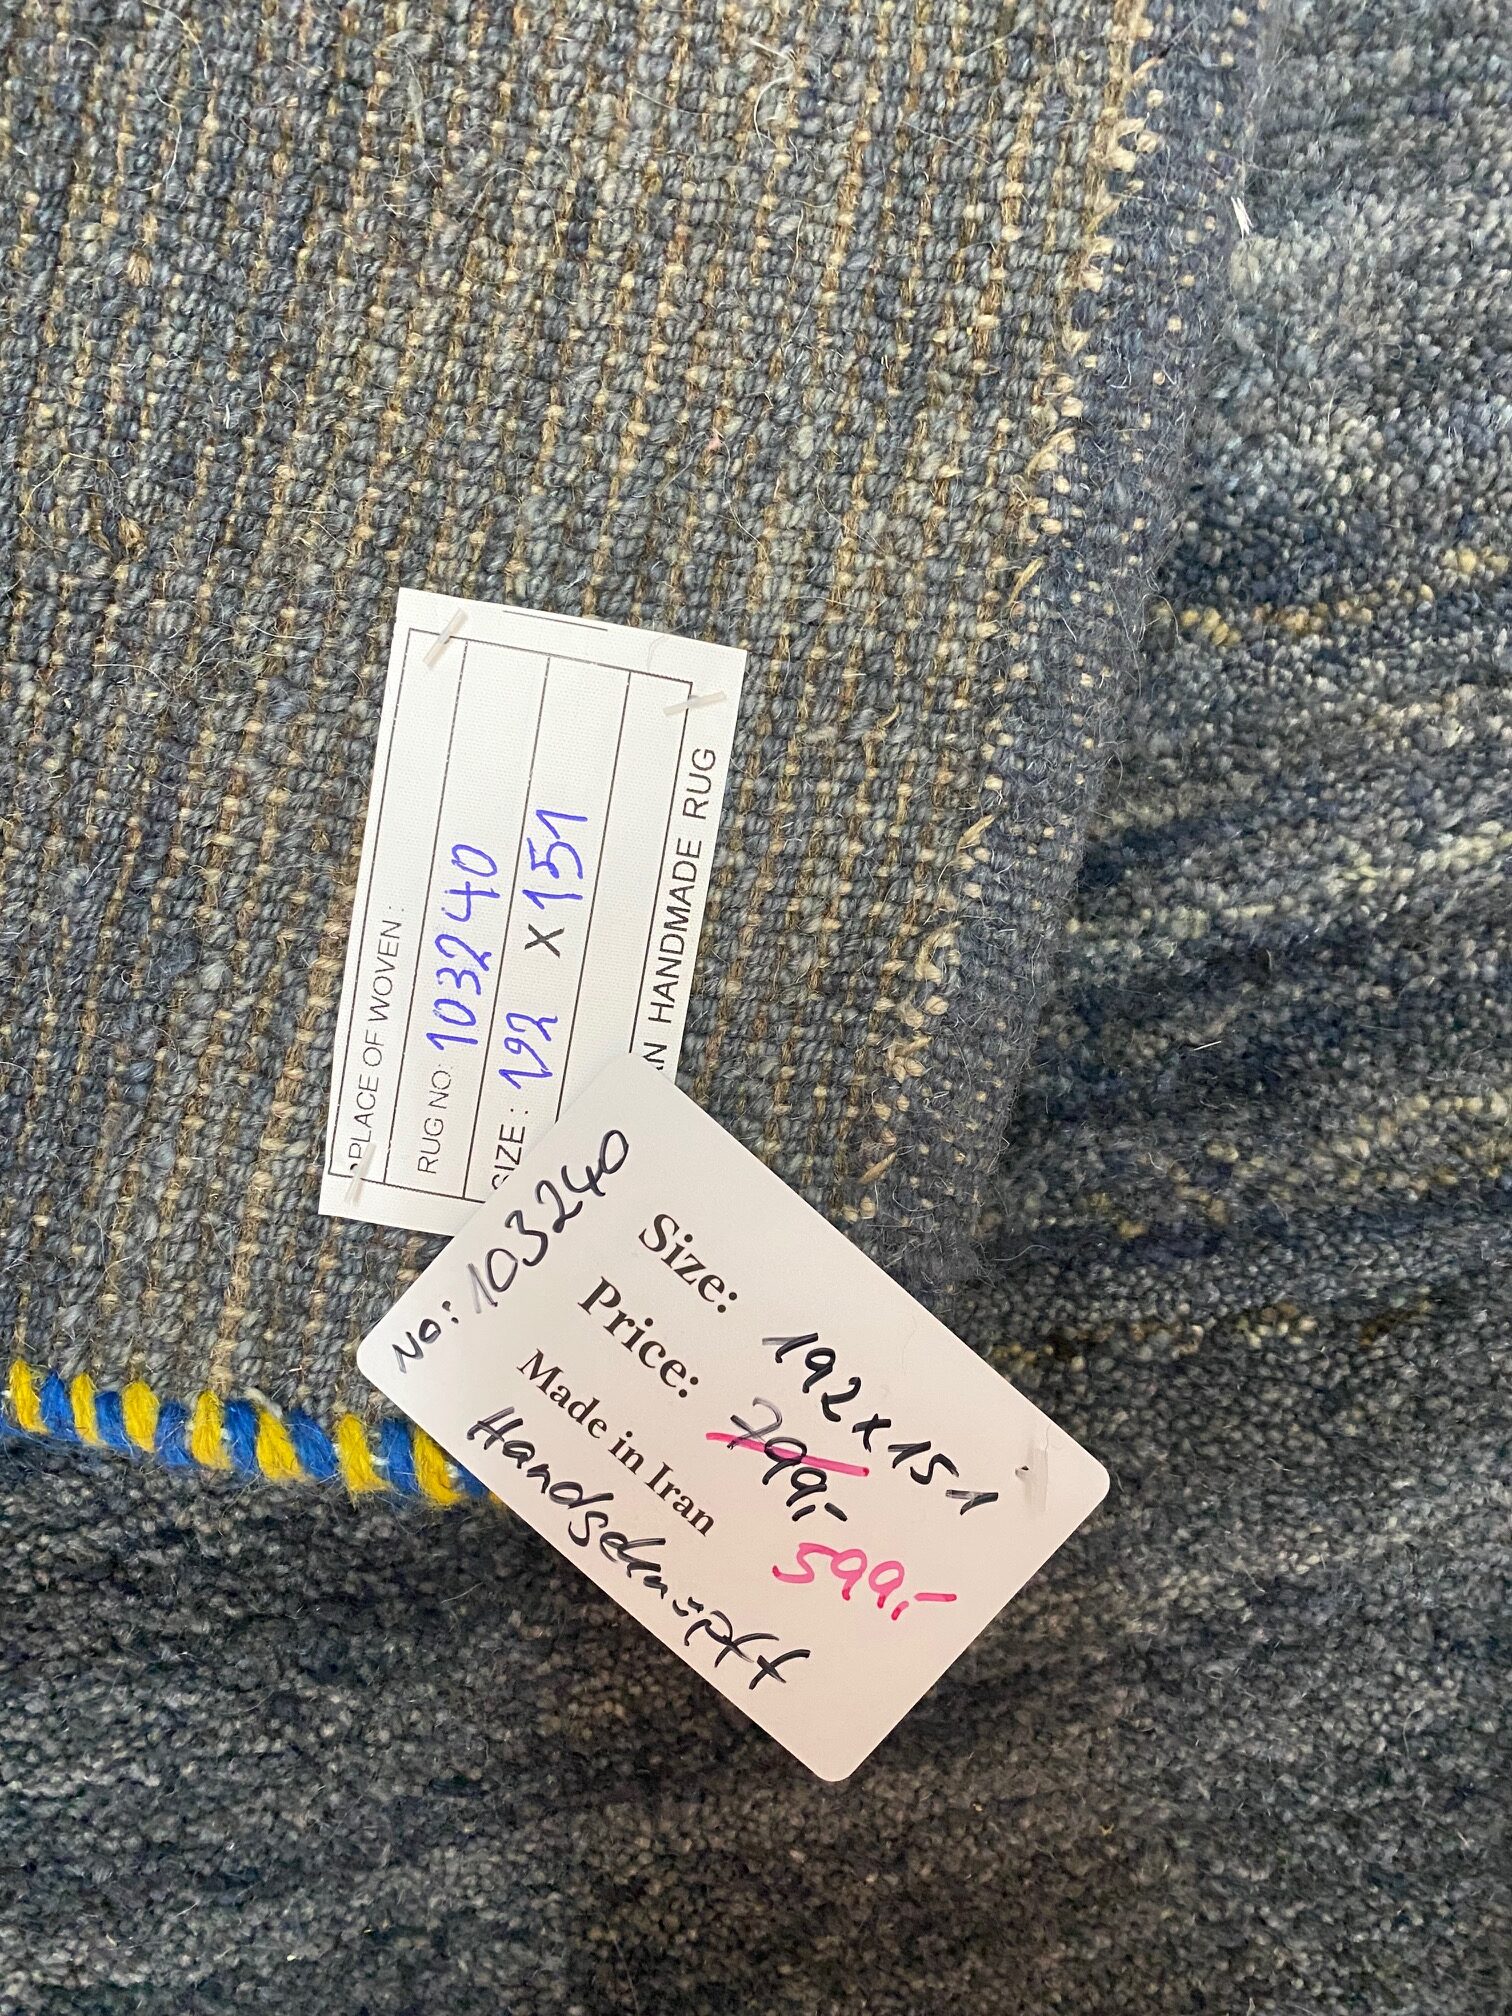 PLACE OF WOVEN :
RUG NO. 103240
SIZE : 192 X 151
HANDMADE RUG
No: 103240
Size: 192x151
Price: 799,- 599,-
Made in Iran
Handgeknüpft